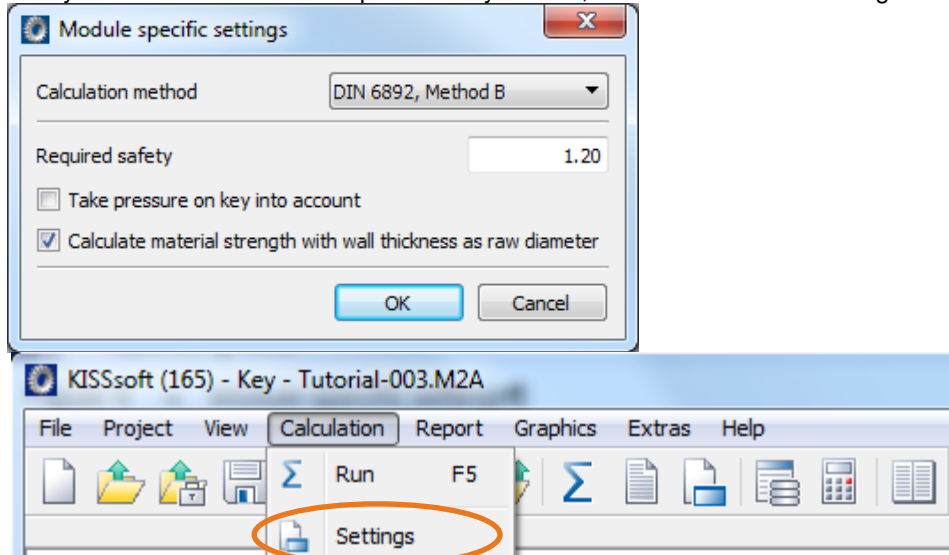 Module specific settings
Calculation method DIN 6892, Method B
Required safety 1.20
Take pressure on key into account
Calculate material strength with wall thickness as raw diameter
OK Cancel
KISSsoft (165) - Key - Tutorial-003.M2A
File Project View Calculation Report Graphics Extras Help
Run F5
Settings